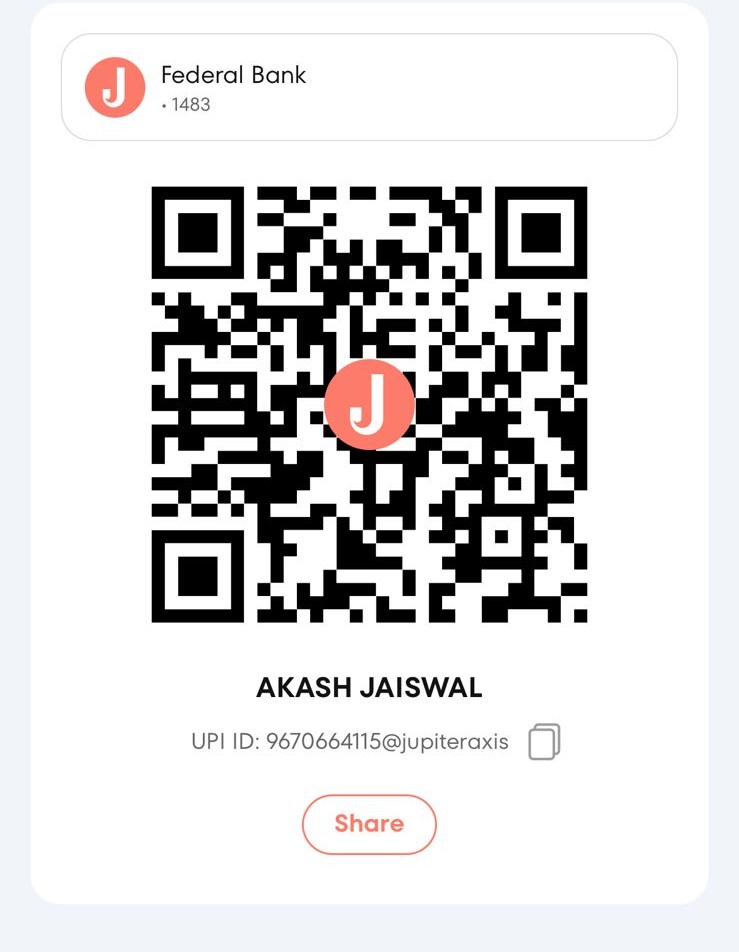 J
Federal Bank
• 1483
J
AKASH JAISWAL
UPI ID: 9670664115@jupiteraxis
Share